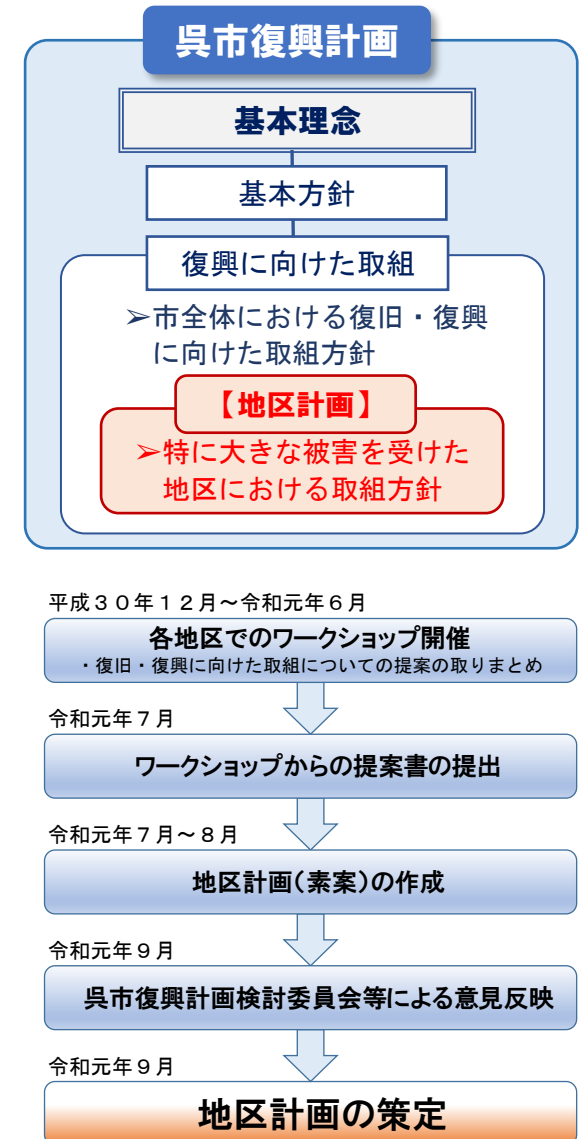 呉市復興計画
基本理念
基本方針
復興に向けた取組
➢市全体における復旧・復興
に向けた取組方針
【地区計画】
➢特に大きな被害を受けた
地区における取組方針
平成３０年１２月～令和元年６月
各地区でのワークショップ開催
・復旧・復興に向けた取組についての提案の取りまとめ
令和元年７月
ワークショップからの提案書の提出
令和元年７月～８月
地区計画（素案）の作成
令和元年９月
呉市復興計画検討委員会等による意見反映
令和元年９月
地区計画の策定